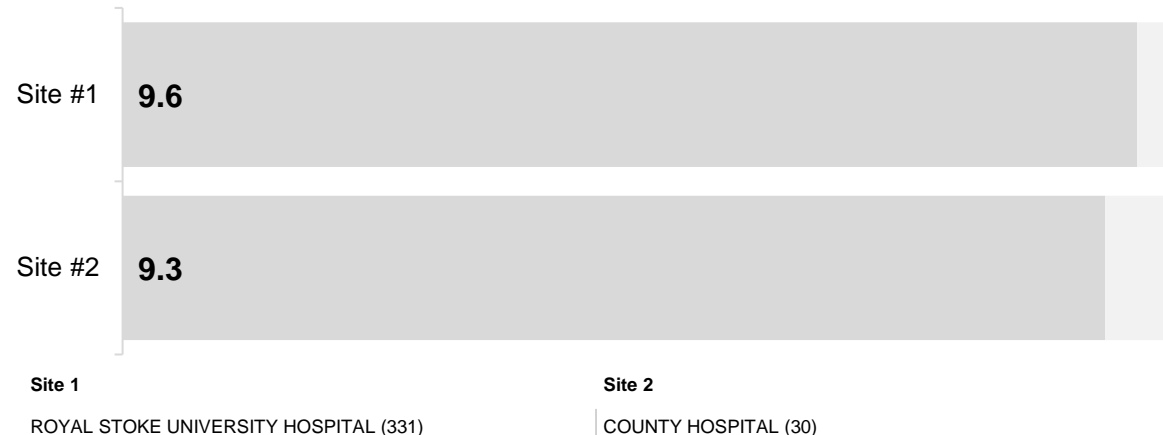 Site #1 9.6
Site #2 9.3
Site 1 Site 2
ROYAL STOKE UNIVERSITY HOSPITAL (331) COUNTY HOSPITAL (30)